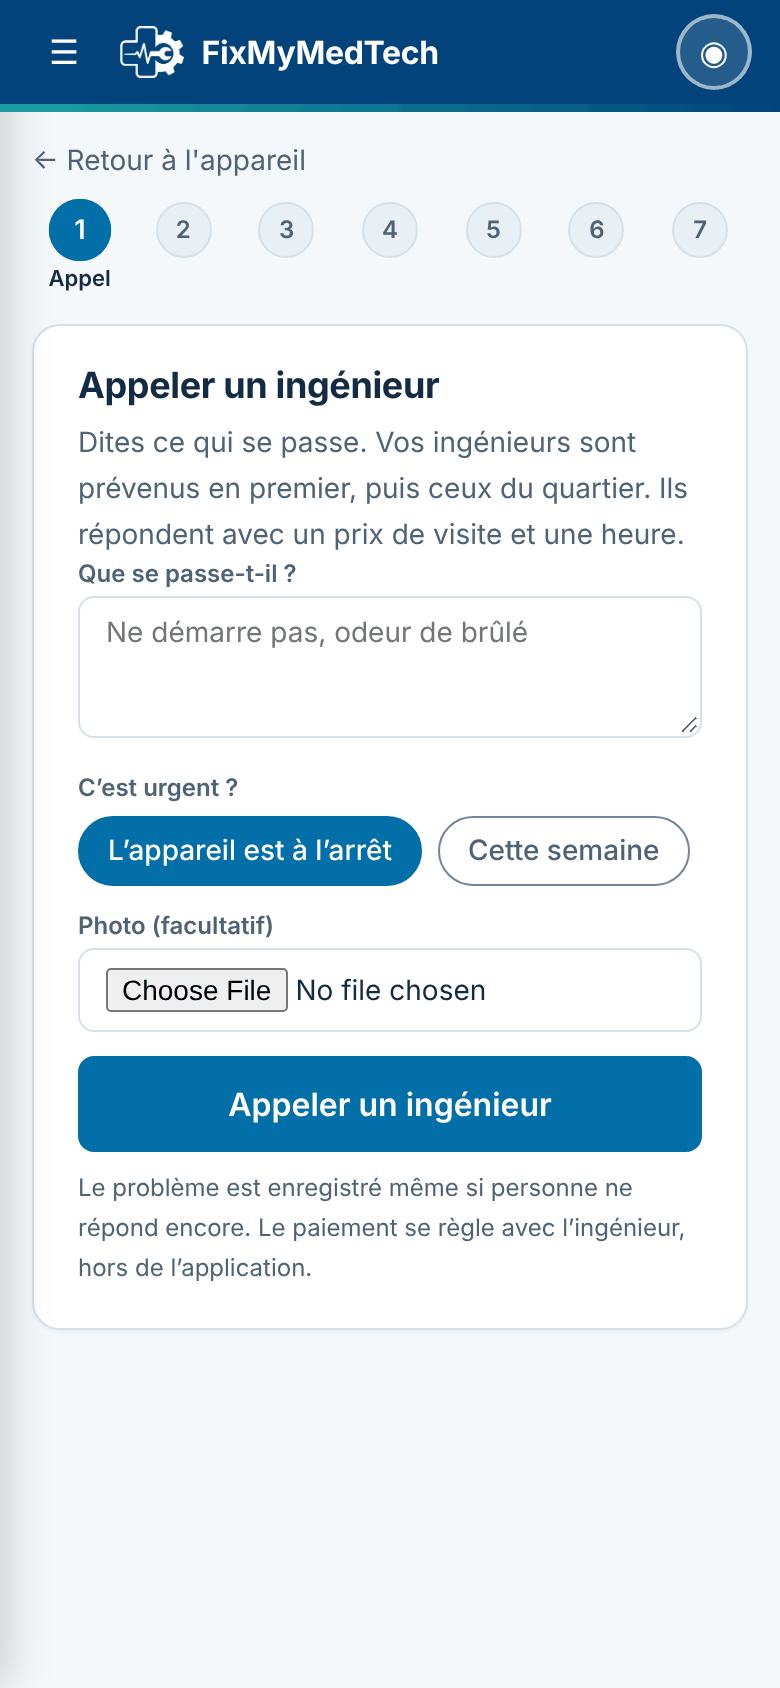 ☰ FixMyMedTech ◉
← Retour à l'appareil
1 2 3 4 5 6 7
Appel
Appeler un ingénieur
Dites ce qui se passe. Vos ingénieurs sont
prévenus en premier, puis ceux du quartier. Ils
répondent avec un prix de visite et une heure.
Que se passe-t-il ?
Ne démarre pas, odeur de brûlé
C’est urgent ?
L’appareil est à l’arrêt Cette semaine
Photo (facultatif)
Choose File No file chosen
Appeler un ingénieur
Le problème est enregistré même si personne ne
répond encore. Le paiement se règle avec l’ingénieur,
hors de l’application.